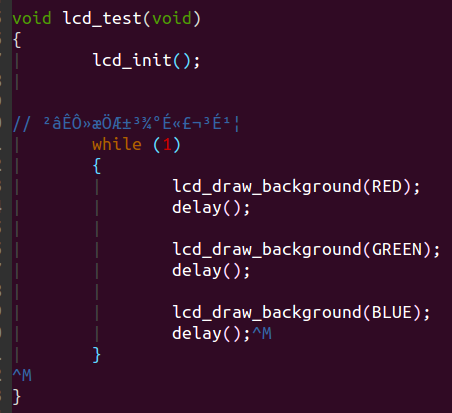 void lcd_test(void)
{
lcd_init();
// ²âÊÔ»æÖÆ±³¾°É«£¬³É¹¦
while (1)
{
lcd_draw_background(RED);
delay();
lcd_draw_background(GREEN);
delay();
lcd_draw_background(BLUE);
delay();^M
}
^M
}